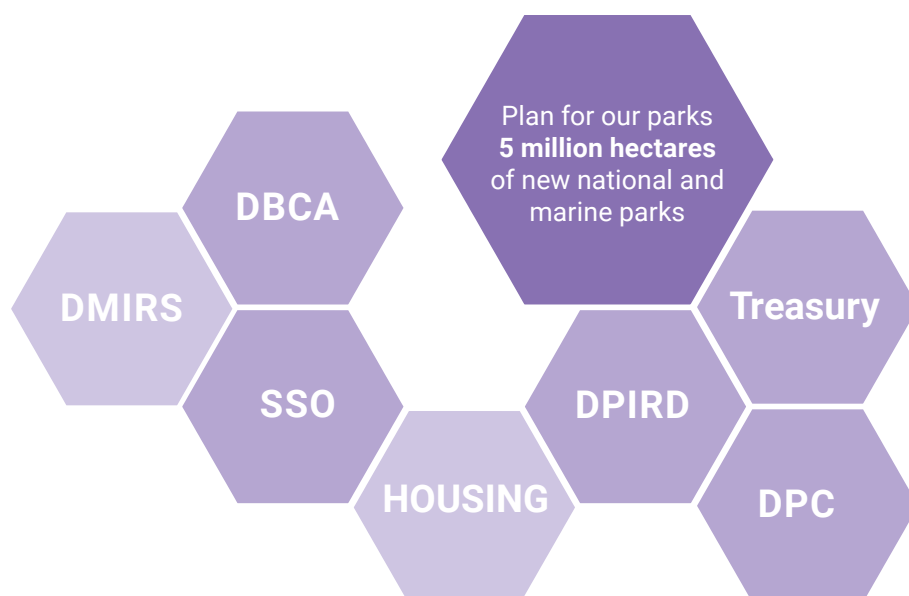 Plan for our parks
5 million hectares
of new national and
marine parks
DBCA
DMIRS
Treasury
SSO
DPIRD
HOUSING
DPC